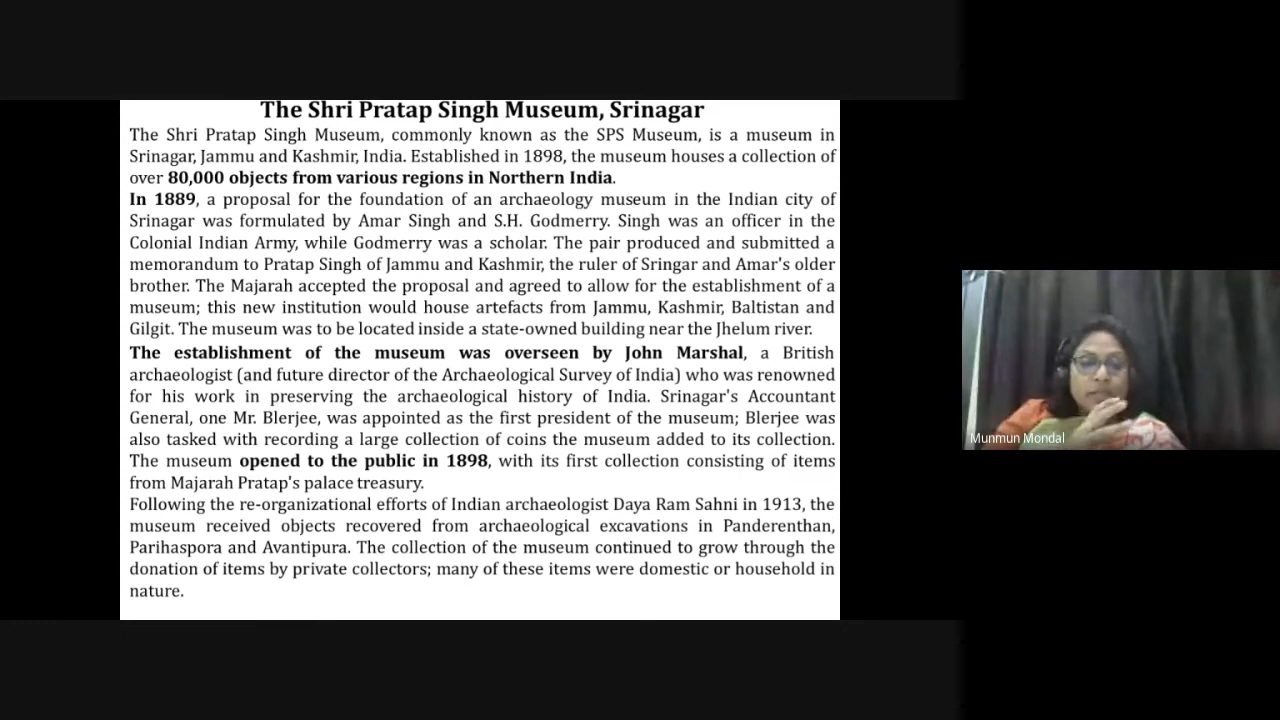 The Shri Pratap Singh Museum, Srinagar
The Shri Pratap Singh Museum, commonly known as the SPS Museum, is a museum in
Srinagar, Jammu and Kashmir, India. Established in 1898, the museum houses a collection of
over 80,000 objects from various regions in Northern India.
In 1889, a proposal for the foundation of an archaeology museum in the Indian city of
Srinagar was formulated by Amar Singh and S.H. Godmerry. Singh was an officer in the
Colonial Indian Army, while Godmerry was a scholar. The pair produced and submitted a
memorandum to Pratap Singh of Jammu and Kashmir, the ruler of Sringar and Amar's older
brother. The Majarah accepted the proposal and agreed to allow for the establishment of a
museum; this new institution would house artefacts from Jammu, Kashmir, Baltistan and
Gilgit. The museum was to be located inside a state-owned building near the Jhelum river.
The establishment of the museum was overseen by John Marshal, a British
archaeologist (and future director of the Archaeological Survey of India) who was renowned
for his work in preserving the archaeological history of India. Srinagar's Accountant
General, one Mr. Blerjee, was appointed as the first president of the museum; Blerjee was
also tasked with recording a large collection of coins the museum added to its collection.
The museum opened to the public in 1898, with its first collection consisting of items
from Majarah Pratap's palace treasury.
Following the re-organizational efforts of Indian archaeologist Daya Ram Sahni in 1913, the
museum received objects recovered from archaeological excavations in Panderenthan,
Parihaspora and Avantipura. The collection of the museum continued to grow through the
donation of items by private collectors; many of these items were domestic or household in
nature.
Munmun Mondal